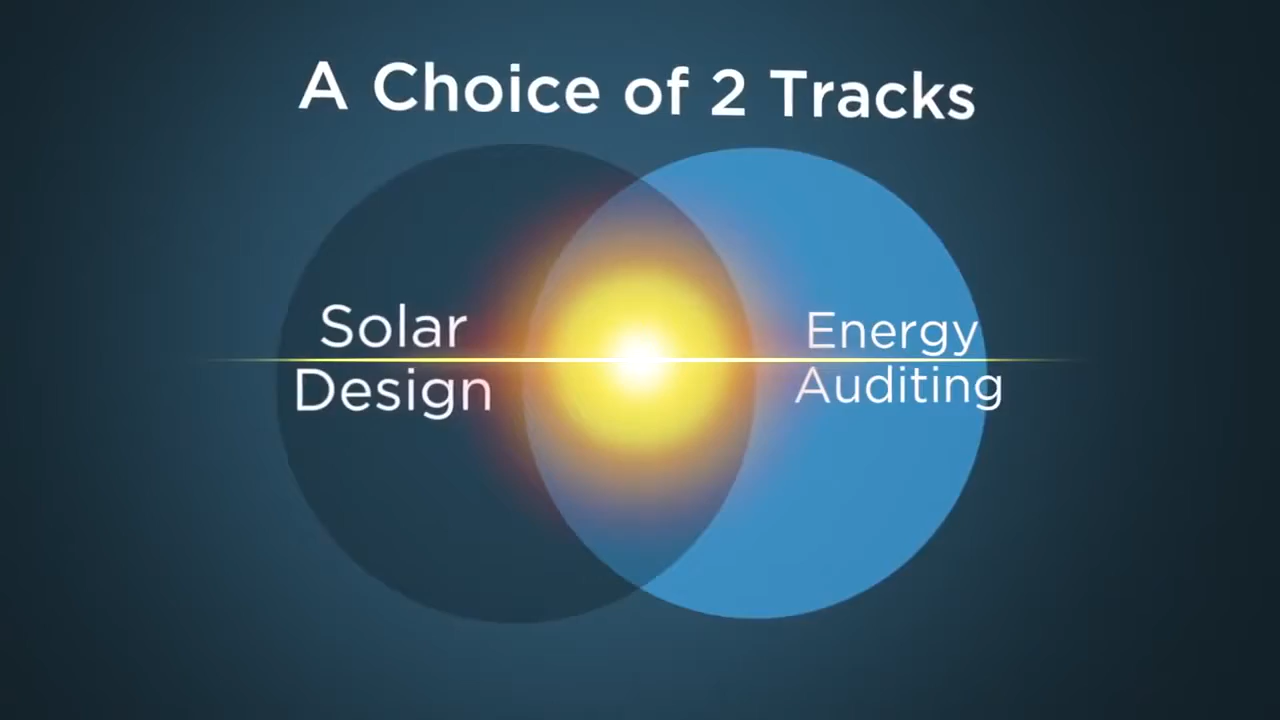 A Choice of 2 Tracks
Solar
Design
Energy
Auditing